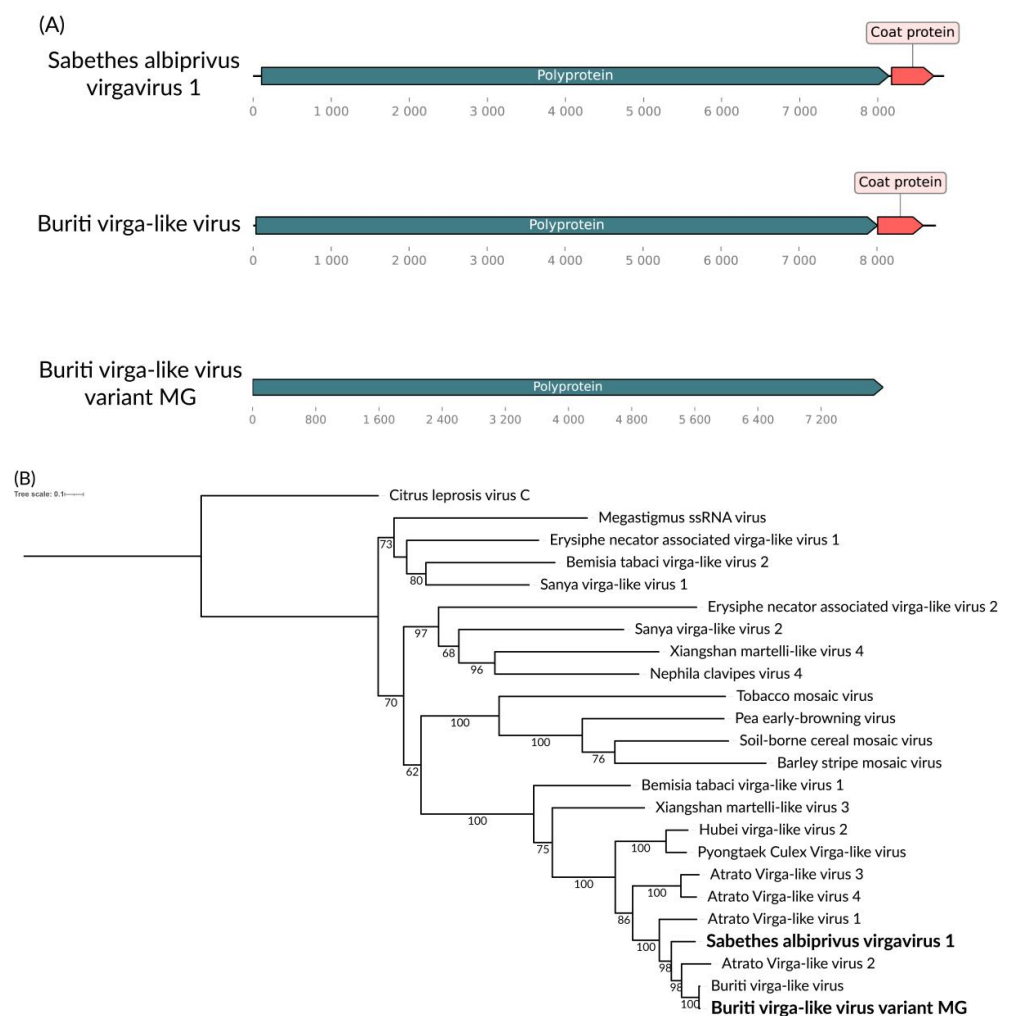 (A)
Coat protein
Sabethes albiprivus
virgavirus 1
Polyprotein
0 1 000 2 000 3 000 4 000 5 000 6 000 7 000 8 000
Coat protein
Buriti virga-like virus
Polyprotein
0 1 000 2 000 3 000 4 000 5 000 6 000 7 000 8 000
Buriti virga-like virus
variant MG
Polyprotein
0 800 1 600 2 400 3 200 4 000 4 800 5 600 6 400 7 200
(B)
Tree scale: 0.1
Citrus leprosis virus C
Megastigmus ssRNA virus
73
Erysiphe necator associated virga-like virus 1
Bemisia tabaci virga-like virus 2
80
Sanya virga-like virus 1
Erysiphe necator associated virga-like virus 2
97
Sanya virga-like virus 2
68
Xiangshan martelli-like virus 4
96
Nephila clavipes virus 4
70
Tobacco mosaic virus
100
Pea early-browning virus
100
Soil-borne cereal mosaic virus
76
Barley stripe mosaic virus
62
Bemisia tabaci virga-like virus 1
100
Xiangshan martelli-like virus 3
75
Hubei virga-like virus 2
100
Pyongtaek Culex Virga-like virus
100
Atrato Virga-like virus 3
100
Atrato Virga-like virus 4
86
Atrato Virga-like virus 1
100
Sabethes albiprivus virgavirus 1
98
Atrato Virga-like virus 2
98
Buriti virga-like virus
100
Buriti virga-like virus variant MG